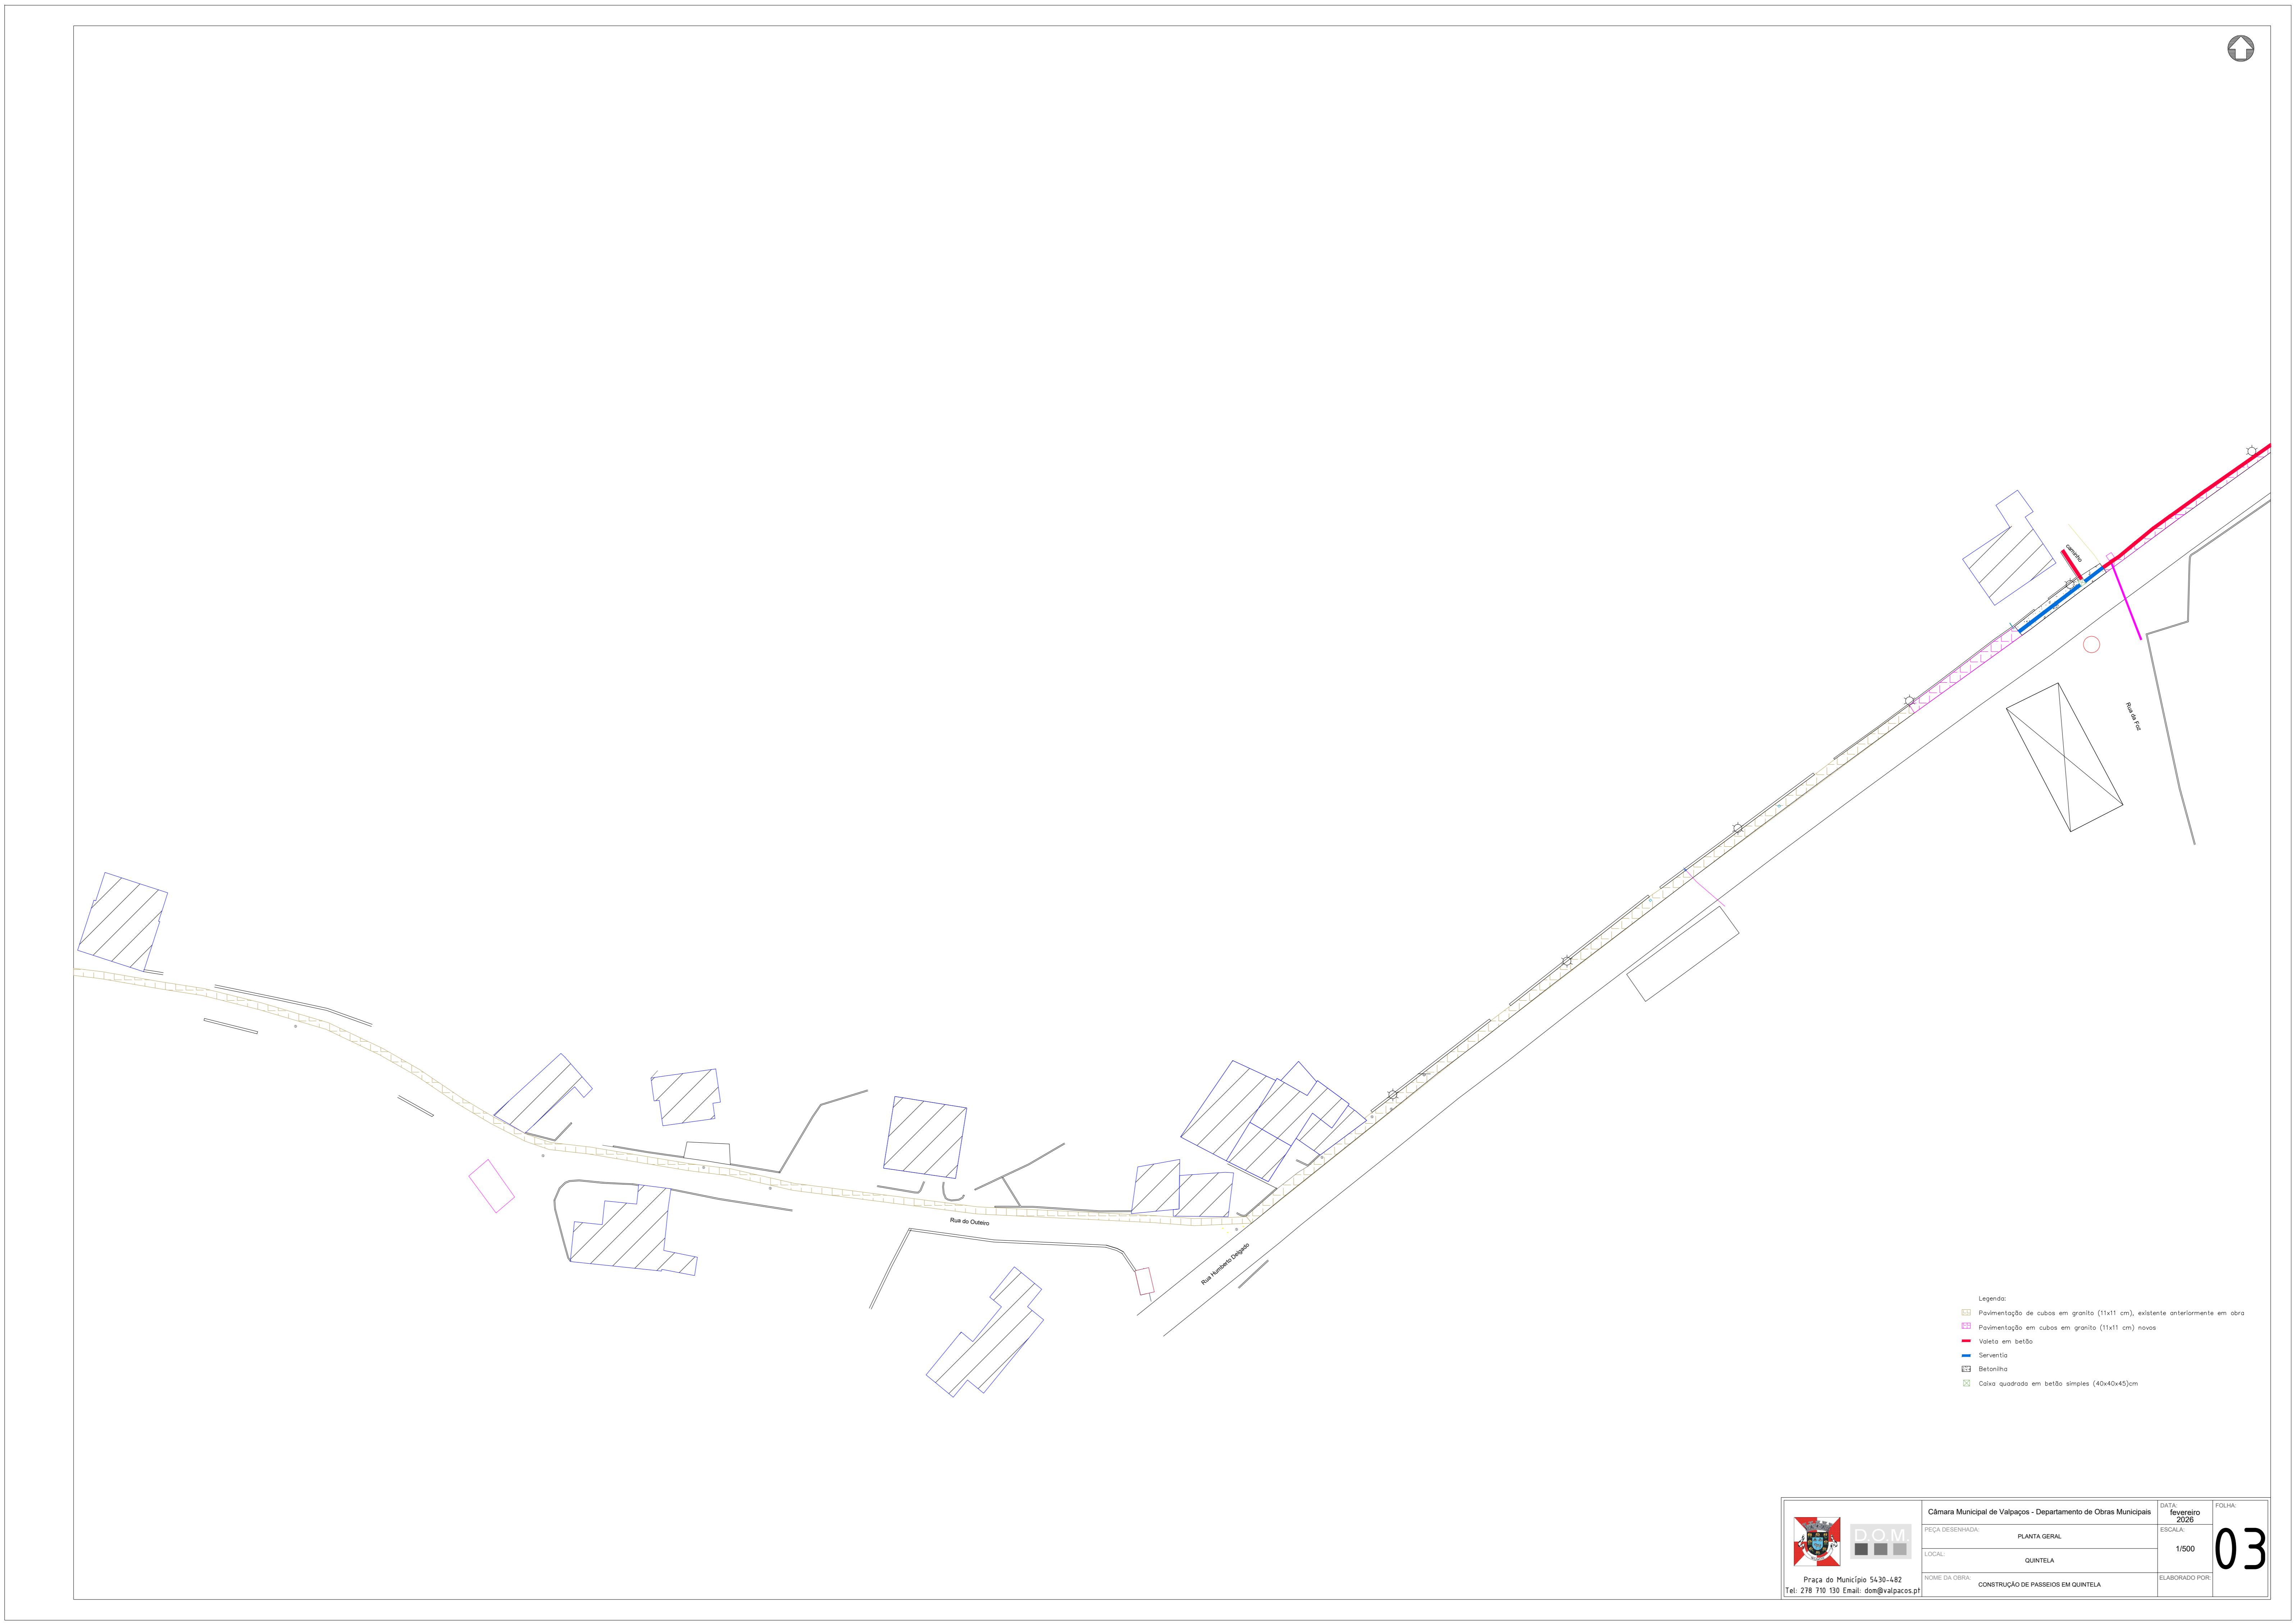 caminho
Rua da Foz
Rua do Outeiro
Rua Humberto Delgado
Legenda:
Pavimentação de cubos em granito (11x11 cm), existente anteriormente em obra
Pavimentação em cubos em granito (11x11 cm) novos
Valeta em betão
Serventia
Betonilha
Caixa quadrada em betão simples (40x40x45)cm
D.O.M.
Praça do Município 5430-482
Tel: 278 710 130 Email: dom@valpacos.pt
Câmara Municipal de Valpaços - Departamento de Obras Municipais
PEÇA DESENHADA:
PLANTA GERAL
LOCAL:
QUINTELA
NOME DA OBRA:
CONSTRUÇÃO DE PASSEIOS EM QUINTELA
DATA:
fevereiro
2026
ESCALA:
1/500
ELABORADO POR:
FOLHA:
03